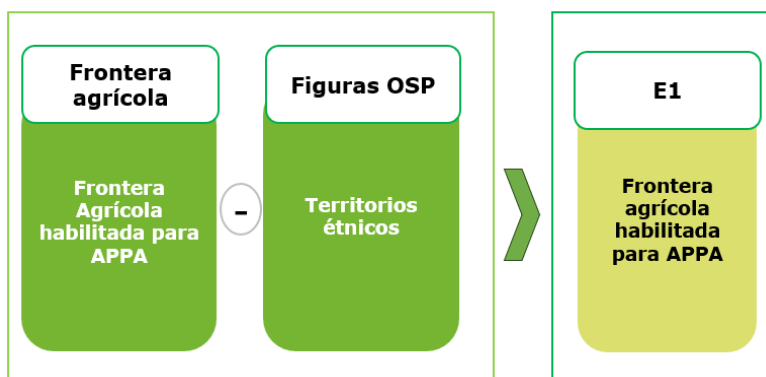 Frontera
agrícola
Frontera
Agrícola
habilitada para
APPA
-
Figuras OSP
Territorios
étnicos
E1
Frontera
agrícola
habilitada
para APPA